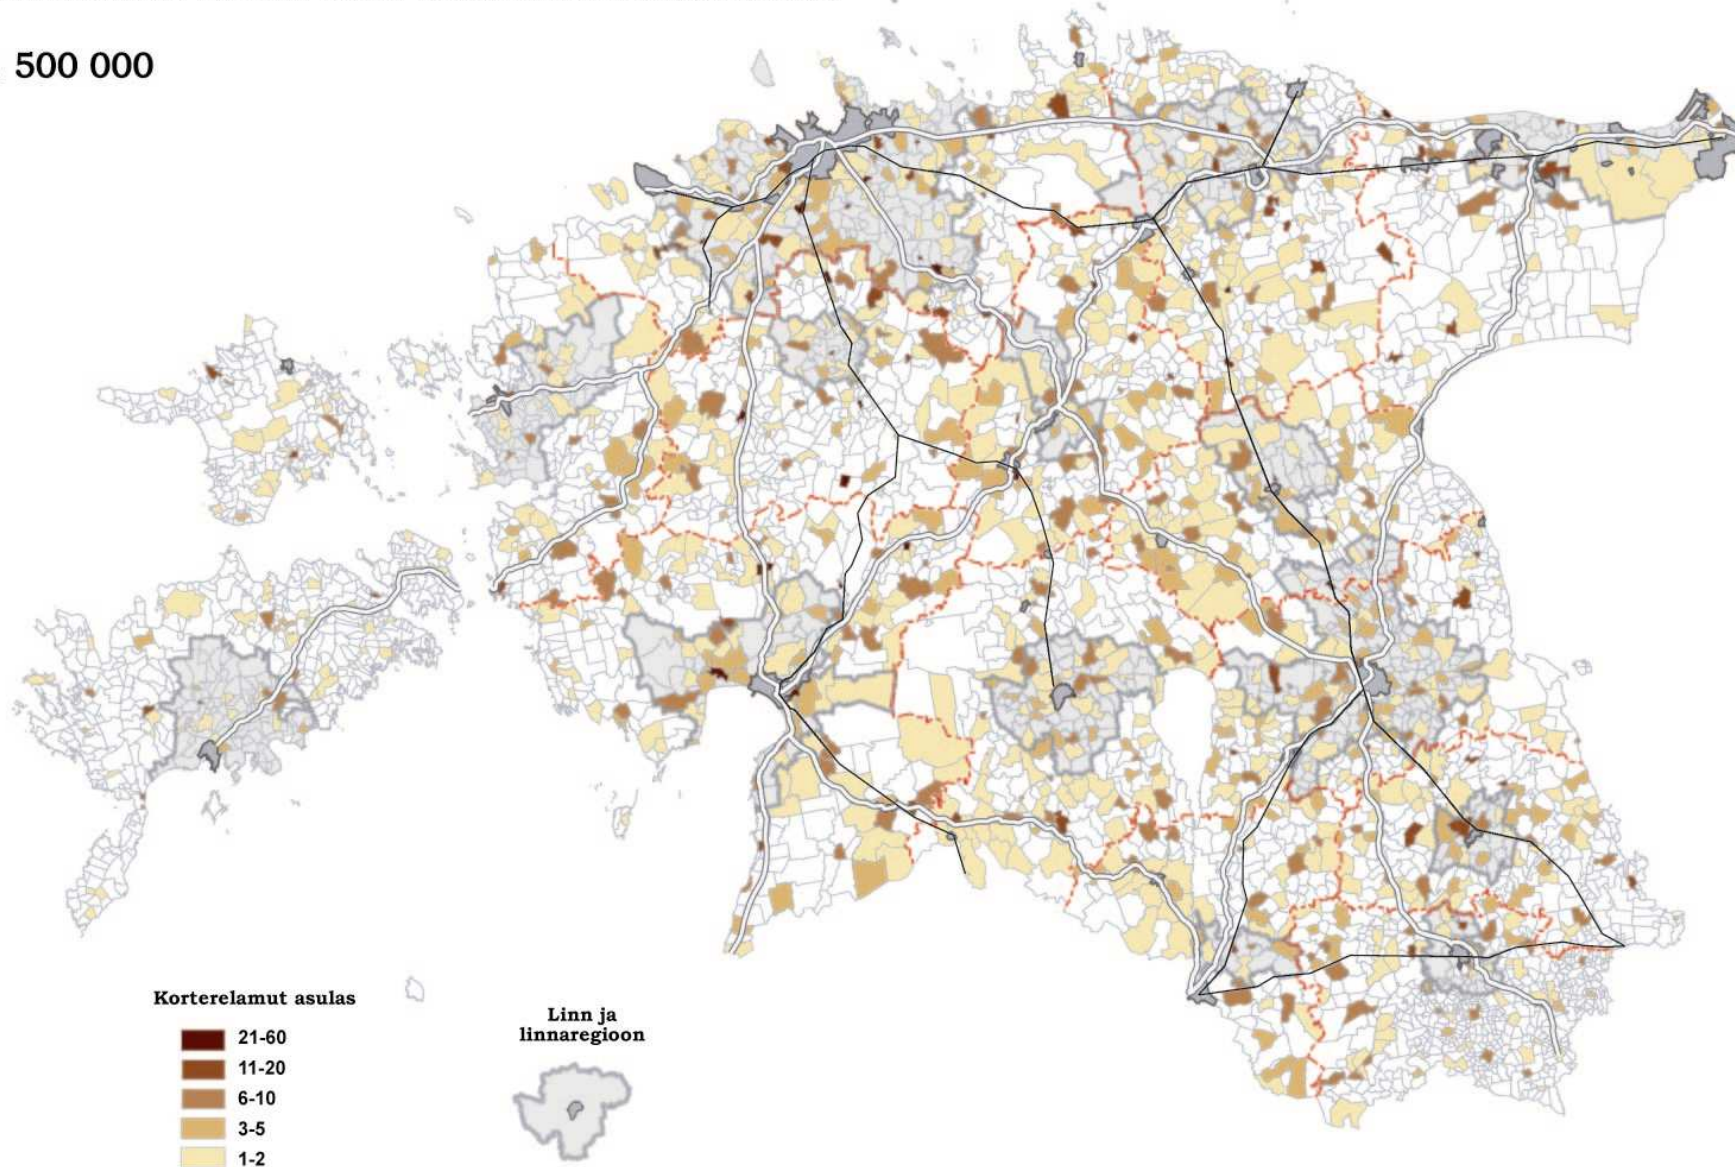 500 000
Korterelamut asulas
21-60
11-20
6-10
3-5
1-2
Linn ja
linnaregioon